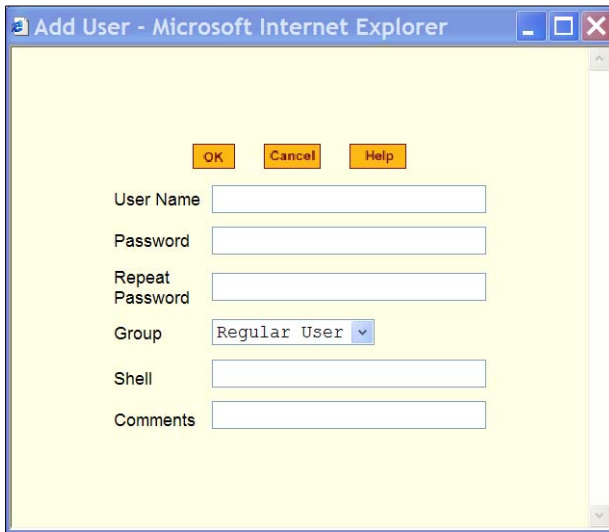 Add User - Microsoft Internet Explorer
OK Cancel Help
User Name
Password
Repeat
Password
Group Regular User
Shell
Comments